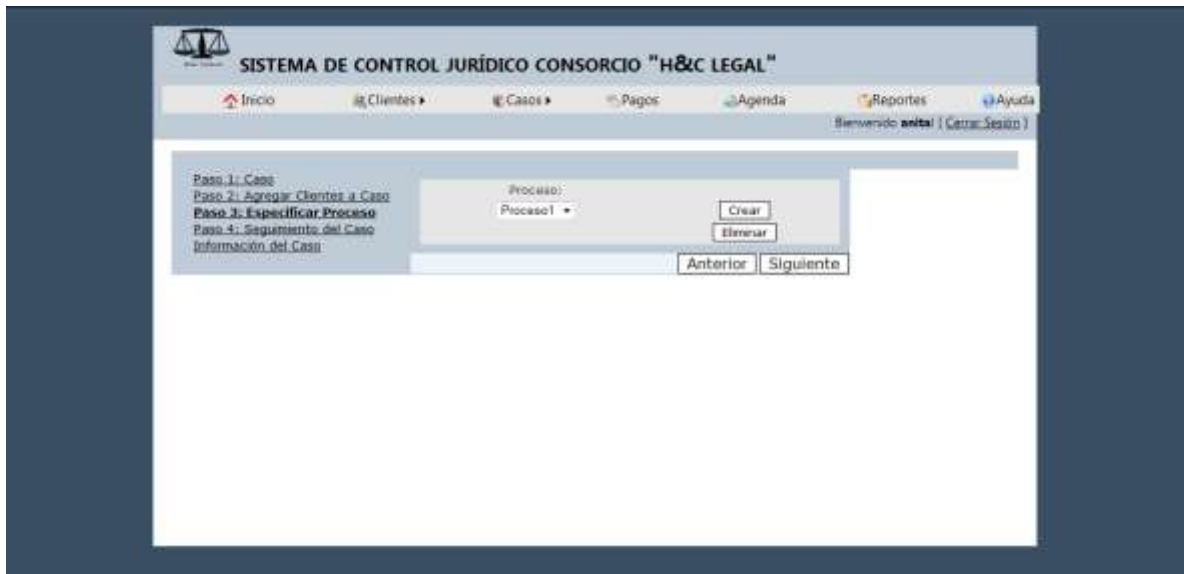 SISTEMA DE CONTROL JURÍDICO CONSORCIO "H&C LEGAL"
Inicio Clientes Casos Pagos Agenda Reportes Ayuda
Bienvenido anita! [ Cerrar Sesión ]
Paso 1: Caso
Paso 2: Agregar Clientes a Caso
Paso 3: Especificar Proceso
Paso 4: Seguimiento del Caso
Información del Caso
Proceso:
Proceso1
Crear
Eliminar
Anterior Siguiente